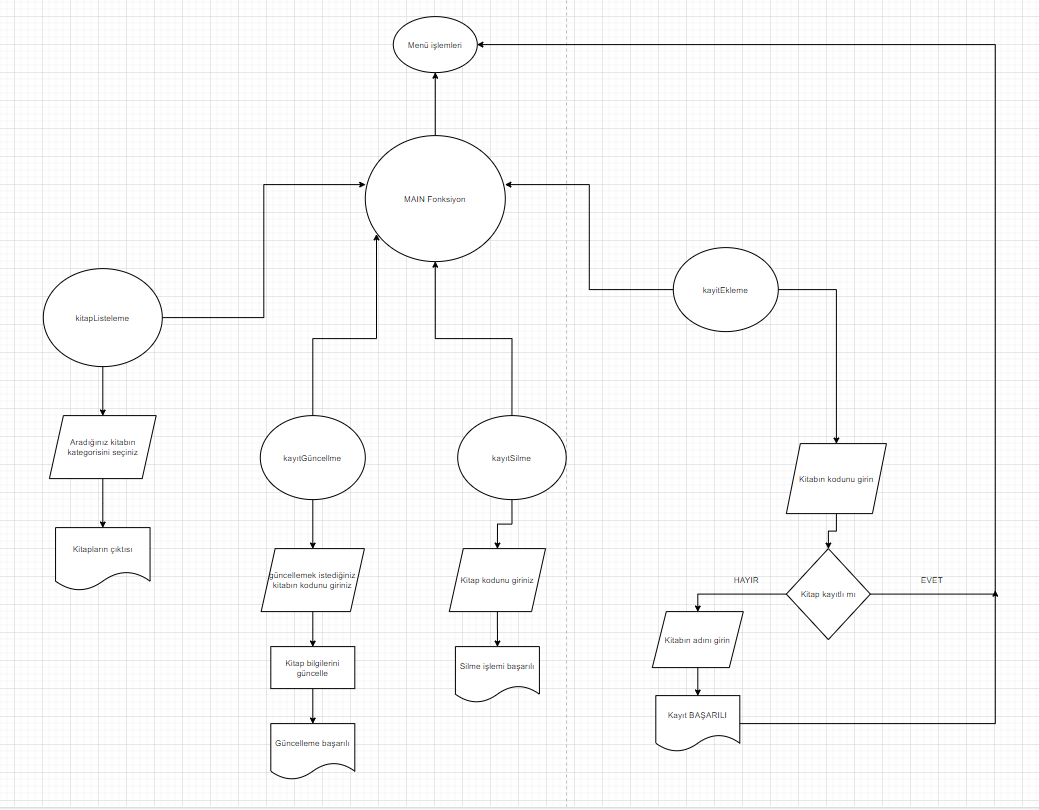 Menü işlemleri
MAIN Fonksiyon
kayitEkleme
kitapListeleme
Aradığınız kitabın
kategorisini seçiniz
Kitapların çıktısı
kayıtGüncellme
güncellemek istediğiniz
kitabın kodunu giriniz
Kitap bilgilerini
güncelle
Güncelleme başarılı
kayıtSilme
Kitap kodunu giriniz
Silme işlemi başarılı
Kitabın kodunu girin
Kitap kayıtlı mı
HAYIR
EVET
Kitabın adını girin
Kayıt BAŞARILI